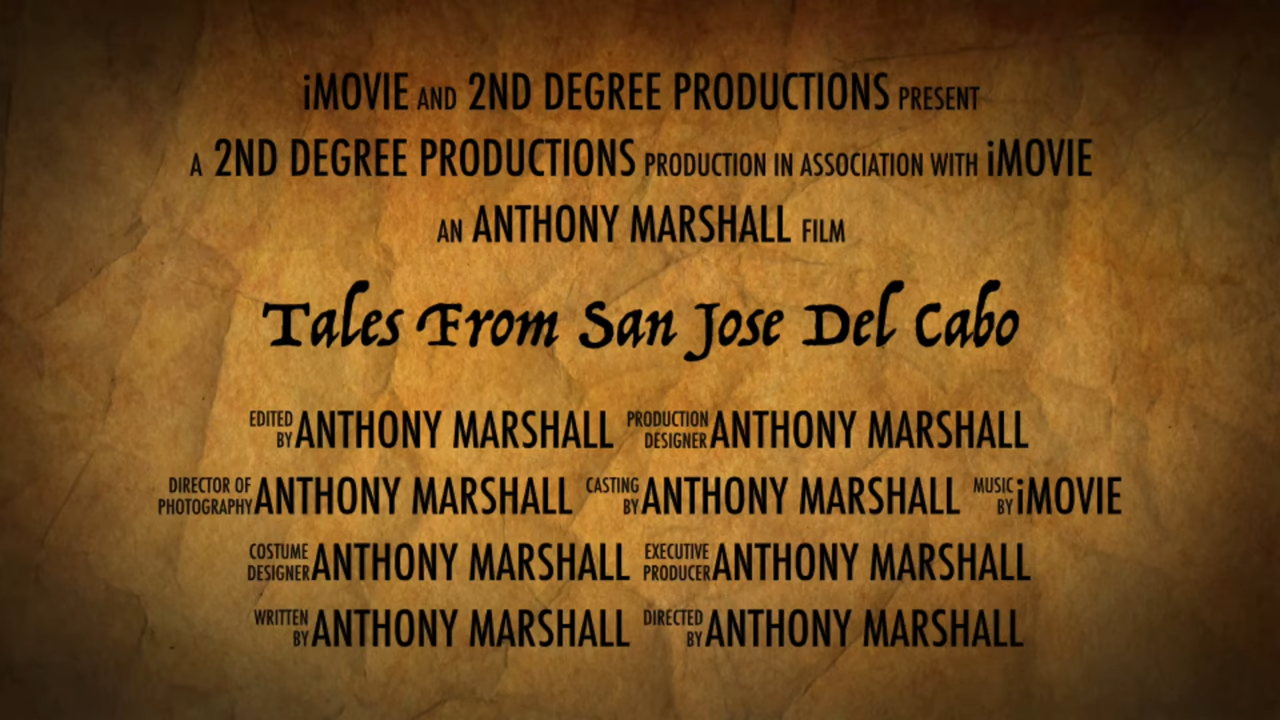 iMOVIE AND 2ND DEGREE PRODUCTIONS PRESENT
A 2ND DEGREE PRODUCTIONS PRODUCTION IN ASSOCIATION WITH iMOVIE
AN ANTHONY MARSHALL FILM
Tales From San Jose Del Cabo
EDITED BY ANTHONY MARSHALL PRODUCTION DESIGNER ANTHONY MARSHALL
DIRECTOR OF PHOTOGRAPHY ANTHONY MARSHALL CASTING BY ANTHONY MARSHALL MUSIC BY iMOVIE
COSTUME DESIGNER ANTHONY MARSHALL EXECUTIVE PRODUCER ANTHONY MARSHALL
WRITTEN BY ANTHONY MARSHALL DIRECTED BY ANTHONY MARSHALL